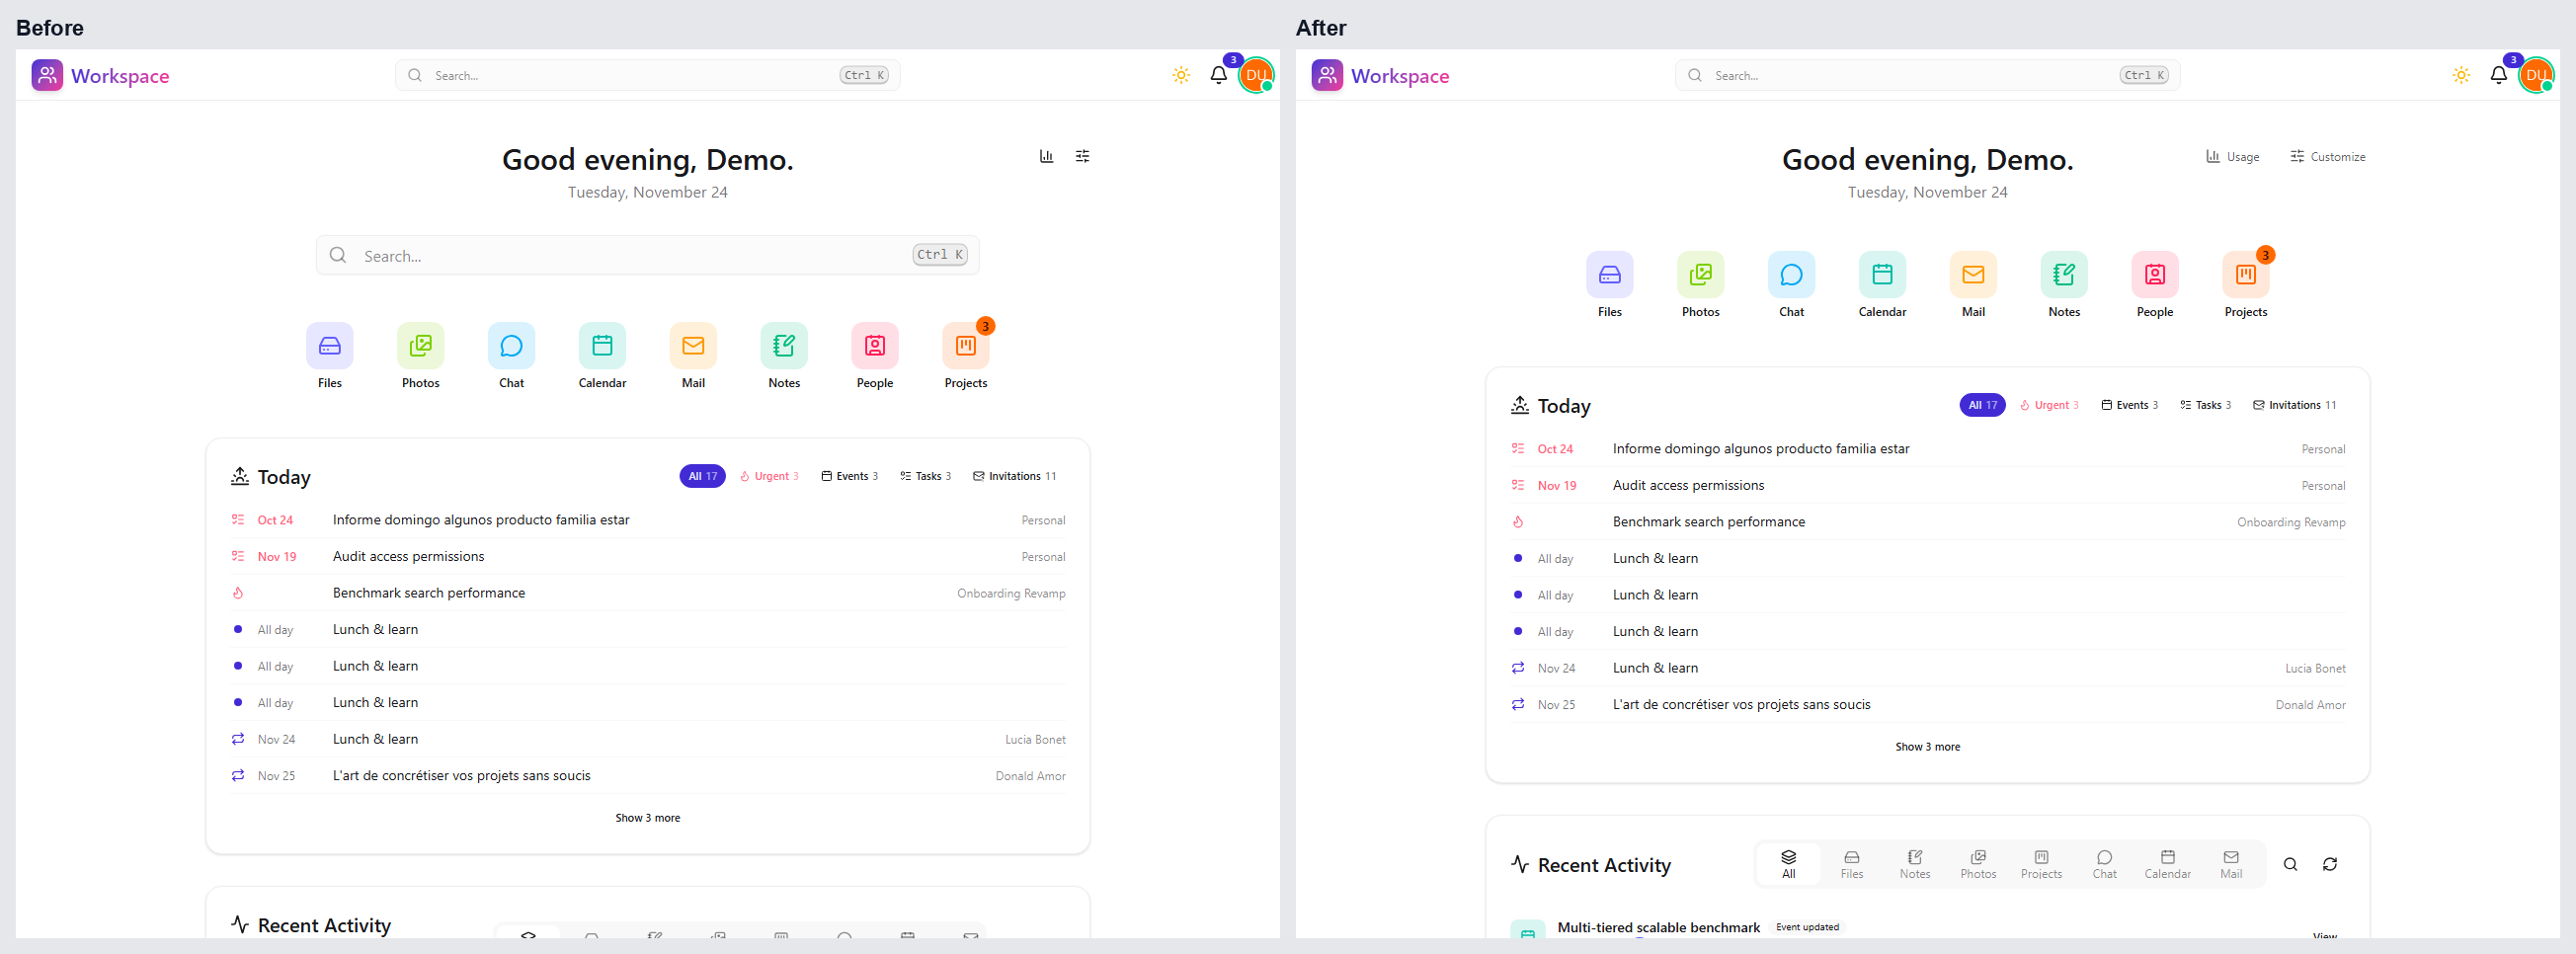 Before
Workspace
Search...
Ctrl K
3
DU
Good evening, Demo.
Tuesday, November 24
Search...
Ctrl K
3
Files
Photos
Chat
Calendar
Mail
Notes
People
Projects
Today
All 17
Urgent 3
Events 3
Tasks 3
Invitations 11
Oct 24 Informe domingo algunos producto familia estar Personal
Nov 19 Audit access permissions Personal
Benchmark search performance Onboarding Revamp
All day Lunch & learn
All day Lunch & learn
All day Lunch & learn
Nov 24 Lunch & learn Lucia Bonet
Nov 25 L'art de concrétiser vos projets sans soucis Donald Amor
Show 3 more
Recent Activity
After
Workspace
Search...
Ctrl K
3
DU
Good evening, Demo.
Usage
Customize
Tuesday, November 24
3
Files
Photos
Chat
Calendar
Mail
Notes
People
Projects
Today
All 17
Urgent 3
Events 3
Tasks 3
Invitations 11
Oct 24 Informe domingo algunos producto familia estar Personal
Nov 19 Audit access permissions Personal
Benchmark search performance Onboarding Revamp
All day Lunch & learn
All day Lunch & learn
All day Lunch & learn
Nov 24 Lunch & learn Lucia Bonet
Nov 25 L'art de concrétiser vos projets sans soucis Donald Amor
Show 3 more
Recent Activity
All
Files
Notes
Photos
Projects
Chat
Calendar
Mail
Multi-tiered scalable benchmark Event updated
View